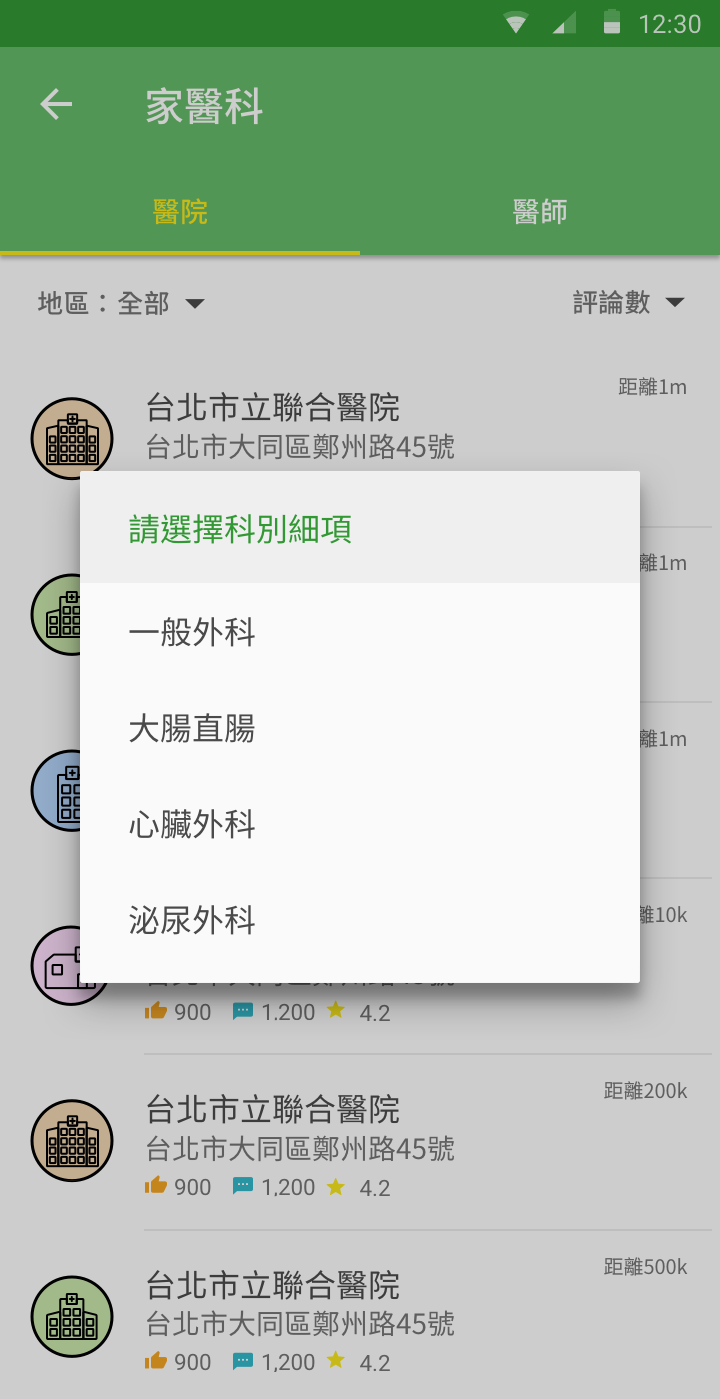 12:30
家醫科
醫院
醫師
地區：全部
評論數
台北市立聯合醫院
距離1m
台北市大同區鄭州路45號
請選擇科別細項
離1m
一般外科
大腸直腸
離1m
心臟外科
離10k
泌尿外科
900 1,200 4.2
台北市立聯合醫院
距離200k
台北市大同區鄭州路45號
900 1,200 4.2
台北市立聯合醫院
距離500k
台北市大同區鄭州路45號
900 1,200 4.2